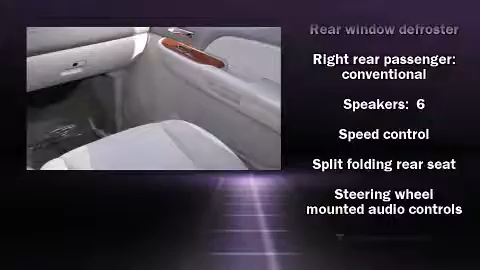 Rear window defroster
Right rear passenger:
conventional
Speakers: 6
Speed control
Split folding rear seat
Steering wheel
mounted audio controls